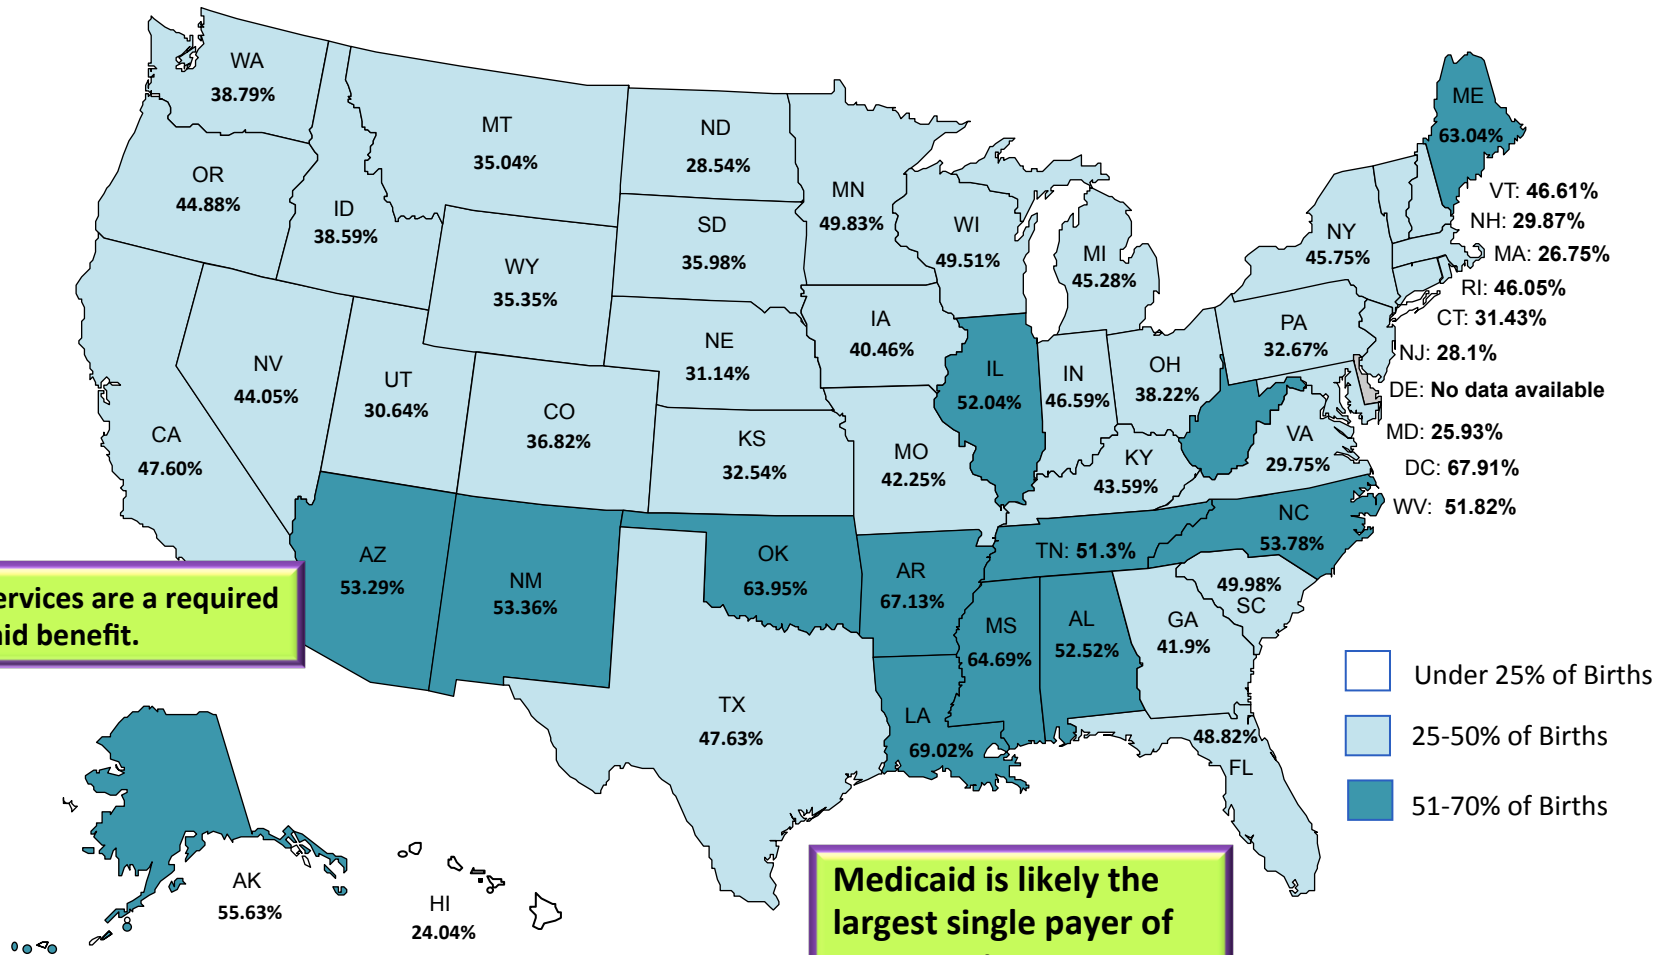 WA
38.79%
MT
35.04%
ND
28.54%
OR
44.88%
ID
38.59%
MN
49.83%
WI
49.51%
MI
45.28%
NY
45.75%
ME
63.04%
VT: 46.61%
NH: 29.87%
MA: 26.75%
RI: 46.05%
CT: 31.43%
NJ: 28.1%
DE: No data available
MD: 25.93%
DC: 67.91%
WV: 51.82%
SD
35.98%
WY
35.35%
IA
40.46%
NE
31.14%
PA
32.67%
NV
44.05%
UT
30.64%
CO
36.82%
IL
52.04%
IN
46.59%
OH
38.22%
CA
47.60%
KS
32.54%
MO
42.25%
KY
43.59%
VA
29.75%
AZ
53.29%
NM
53.36%
OK
63.95%
AR
67.13%
TN: 51.3%
NC
53.78%
49.98%
SC
MS
64.69%
AL
52.52%
GA
41.9%
TX
47.63%
LA
69.02%
48.82%
FL
AK
55.63%
HI
24.04%
ervices are a required
aid benefit.
Under 25% of Births
25-50% of Births
51-70% of Births
Medicaid is likely the
largest single payer of